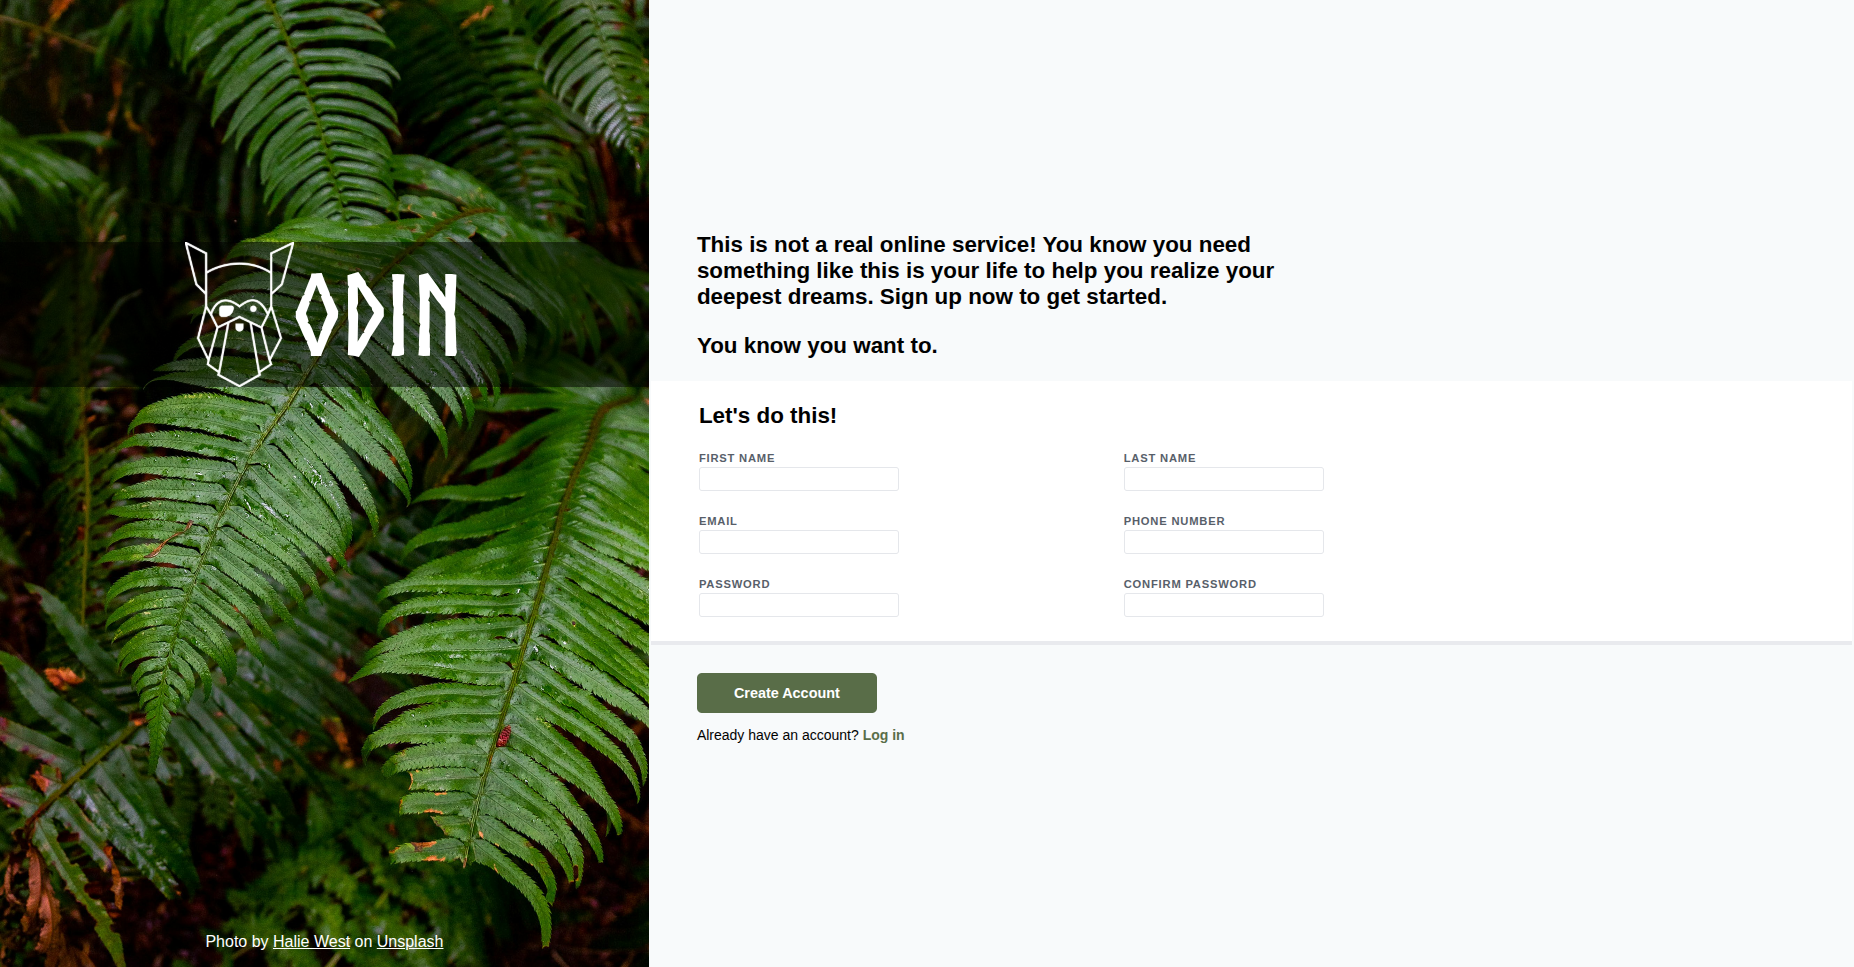 ODIN
Photo by Halie West on Unsplash
This is not a real online service! You know you need
something like this is your life to help you realize your
deepest dreams. Sign up now to get started.
You know you want to.
Let's do this!
FIRST NAME
LAST NAME
EMAIL
PHONE NUMBER
PASSWORD
CONFIRM PASSWORD
Create Account
Already have an account? Log in